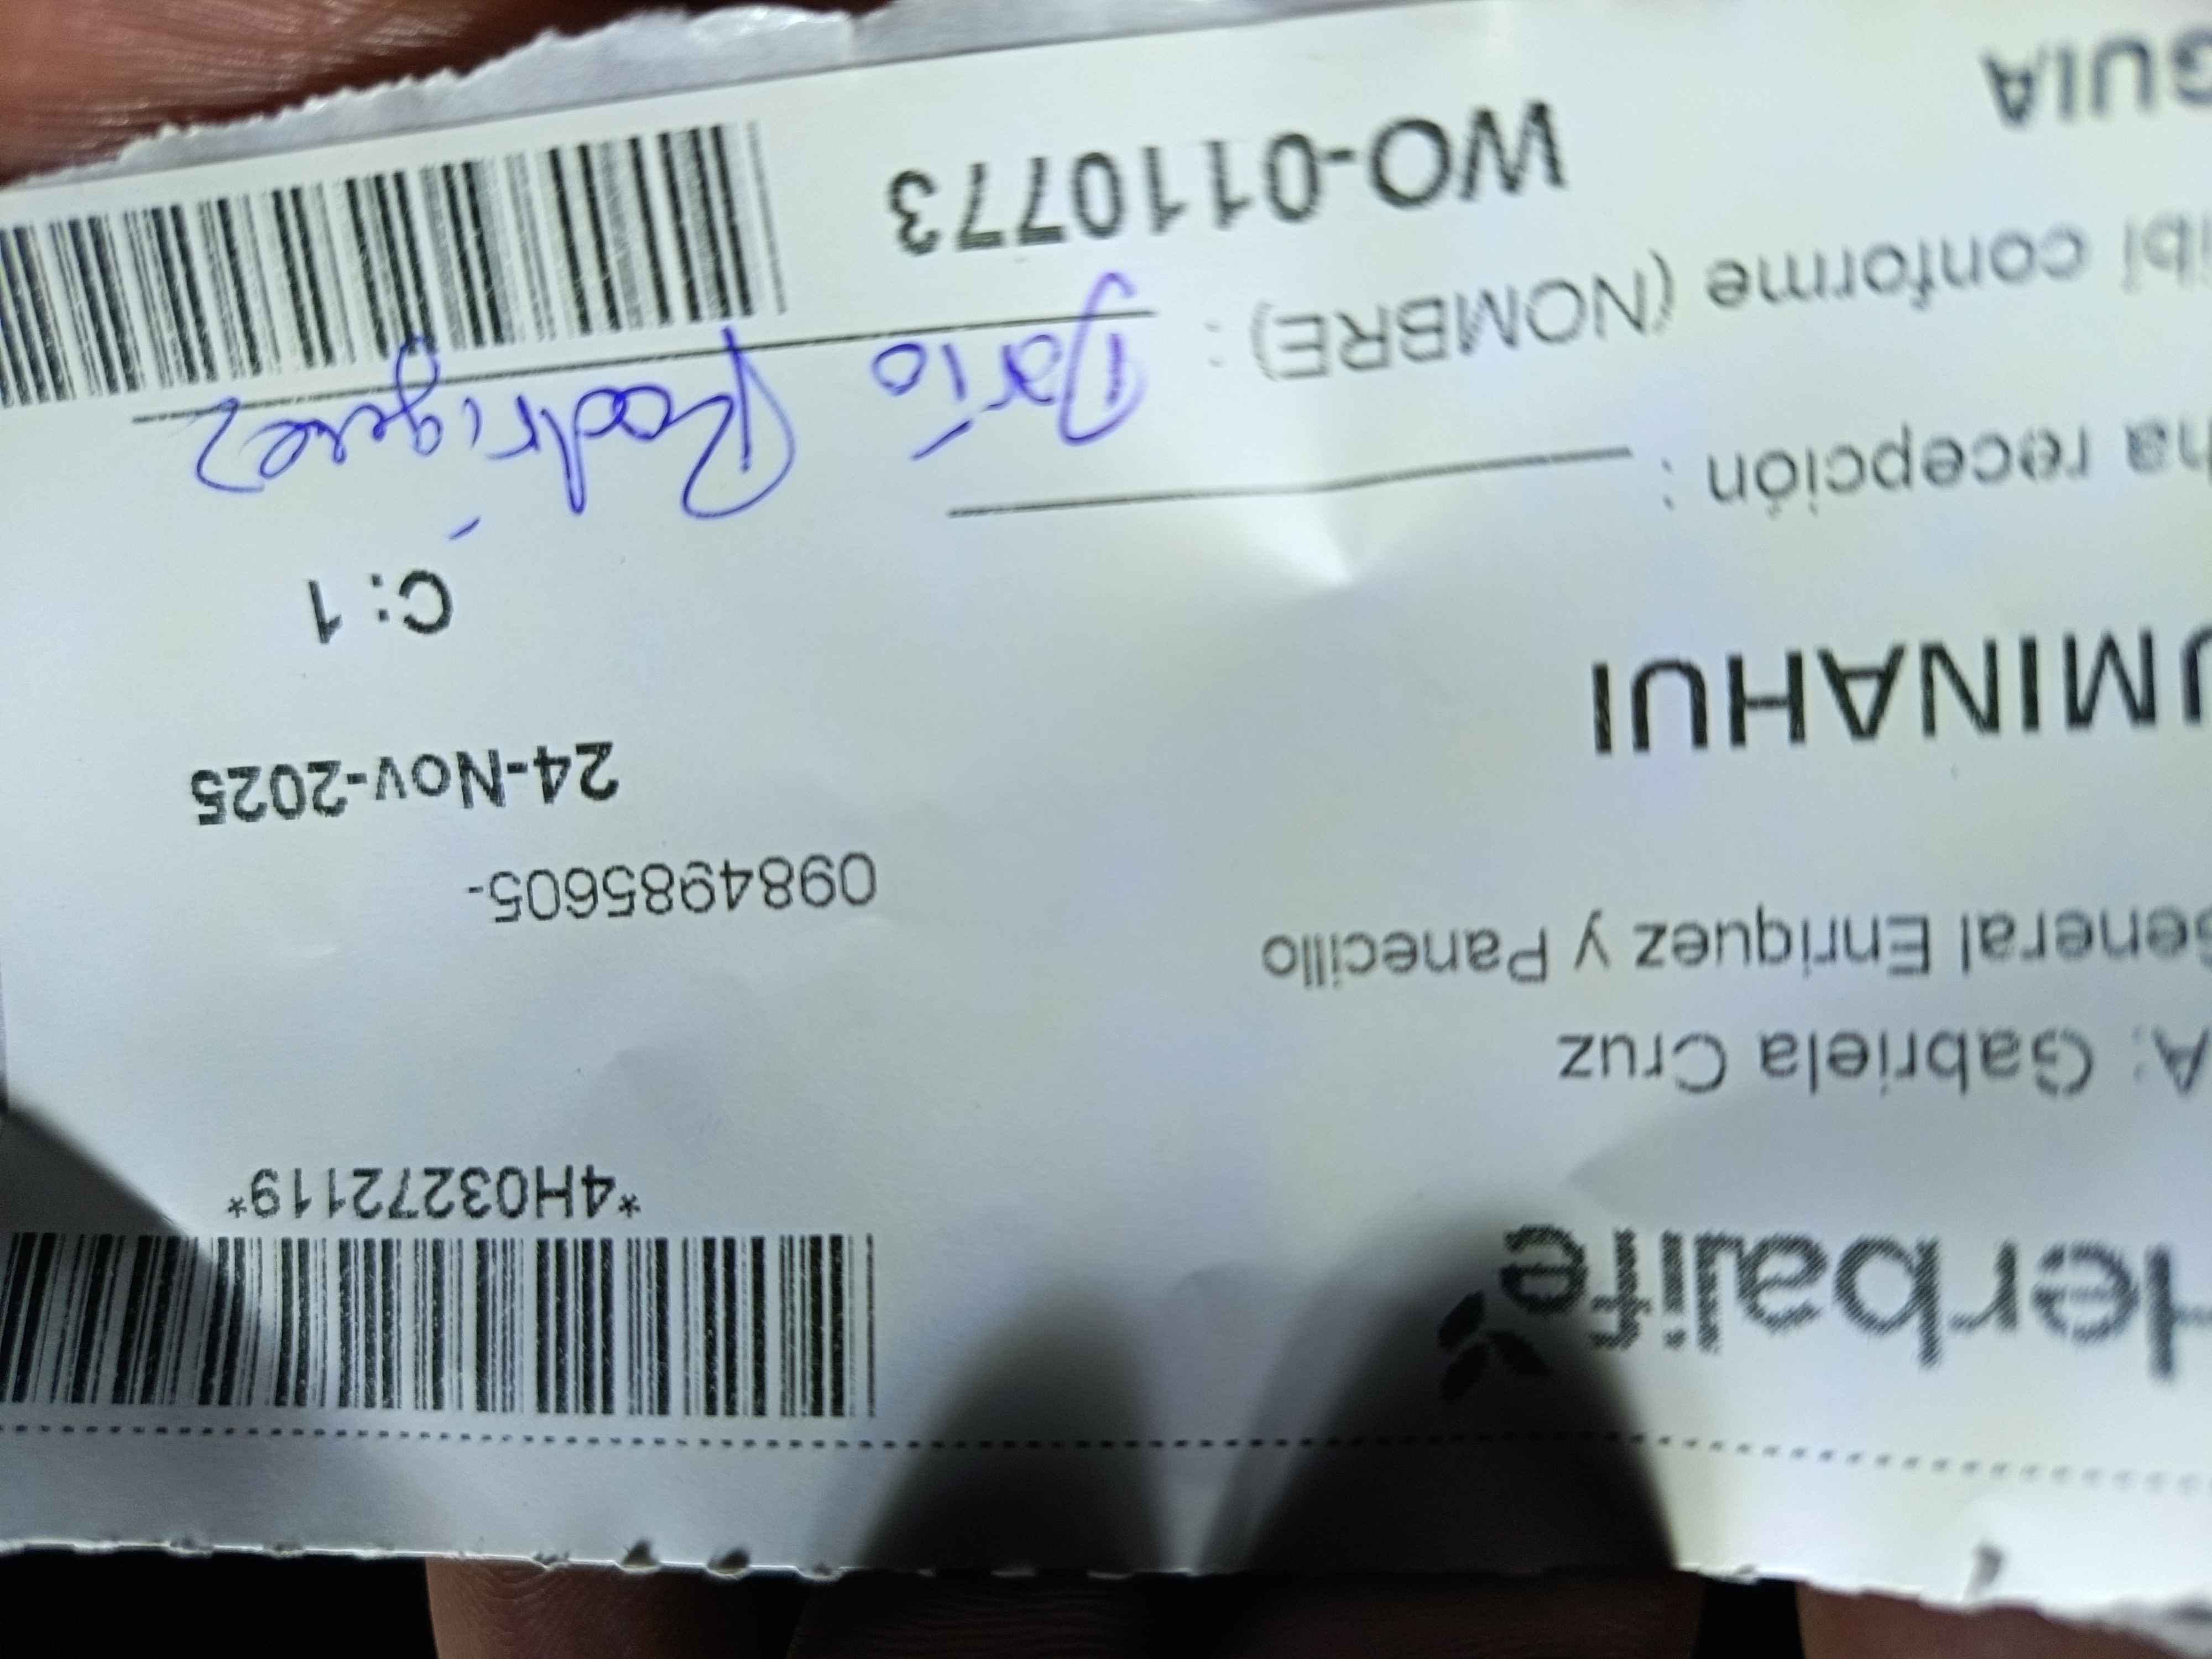 Herbalife
*4H03272119*
A: Gabriela Cruz
General Enriquez y Panecillo
0984985605-
24-Nov-2025
UMINAHUI
C: 1
ha recepción :
ibí conforme (NOMBRE) : Darío Rodríguez
GUIA
WO-0110773